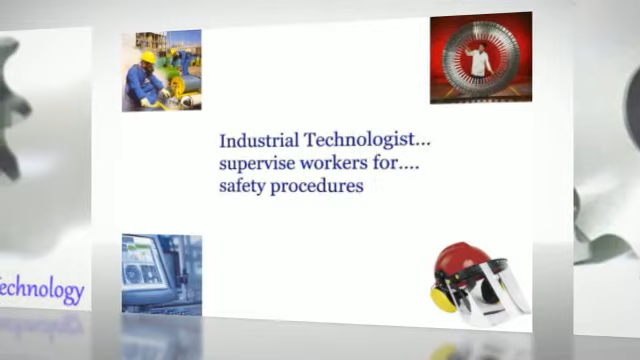 Industrial Technologist...
supervise workers for....
safety procedures
Technology